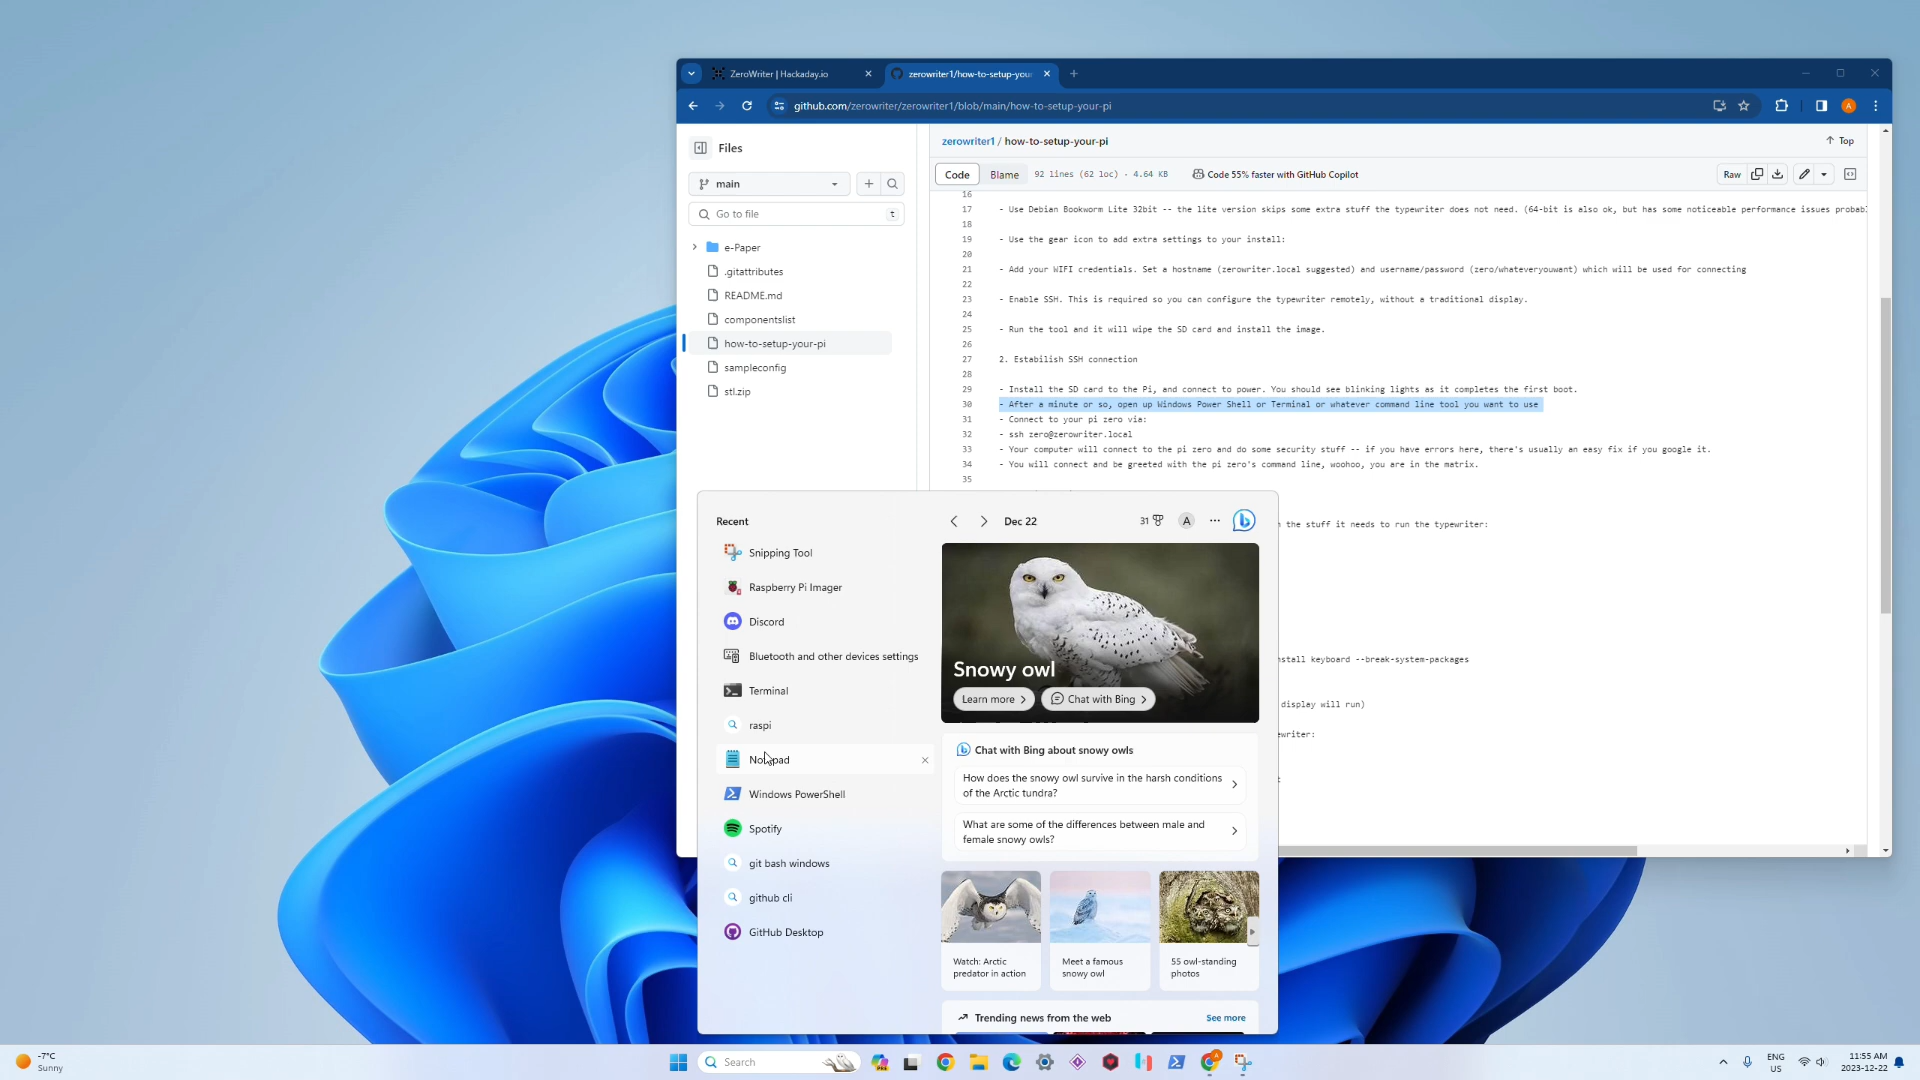 ZeroWriter | Hackaday.io
zerowriter1/how-to-setup-your
github.com/zerowriter/zerowriter1/blob/main/how-to-setup-your-pi
A
Files
main
Go to file
t
e-Paper
.gitattributes
README.md
componentslist
how-to-setup-your-pi
sampleconfig
stl.zip
zerowriter1 / how-to-setup-your-pi
Top
Code
Blame
92 lines (62 loc) · 4.64 KB
Code 55% faster with GitHub Copilot
Raw
16
17 - Use Debian Bookworm Lite 32bit -- the lite version skips some extra stuff the typewriter does not need. (64-bit is also ok, but has some noticeable performance issues probabl
18
19 - Use the gear icon to add extra settings to your install:
20
21 - Add your WIFI credentials. Set a hostname (zerowriter.local suggested) and username/password (zero/whateveryouwant) which will be used for connecting
22
23 - Enable SSH. This is required so you can configure the typewriter remotely, without a traditional display.
24
25 - Run the tool and it will wipe the SD card and install the image.
26
27 2. Estabilish SSH connection
28
29 - Install the SD card to the Pi, and connect to power. You should see blinking lights as it completes the first boot.
30 - After a minute or so, open up Windows Power Shell or Terminal or whatever command line tool you want to use
31 - Connect to your pi zero via:
32 - ssh zero@zerowriter.local
33 - Your computer will connect to the pi zero and do some security stuff -- if you have errors here, there's usually an easy fix if you google it.
34 - You will connect and be greeted with the pi zero's command line, woohoo, you are in the matrix.
35
the stuff it needs to run the typewriter:
nstall keyboard --break-system-packages
display will run)
ewriter:
Recent
Snipping Tool
Raspberry Pi Imager
Discord
Bluetooth and other devices settings
Terminal
raspi
Notepad
Windows PowerShell
Spotify
git bash windows
github cli
GitHub Desktop
Dec 22
31
A
Snowy owl
Learn more
Chat with Bing
Chat with Bing about snowy owls
How does the snowy owl survive in the harsh conditions
of the Arctic tundra?
What are some of the differences between male and
female snowy owls?
Watch: Arctic
predator in action
Meet a famous
snowy owl
55 owl-standing
photos
Trending news from the web
See more
-7°C
Sunny
Search
ENG
US
11:55 AM
2023-12-22